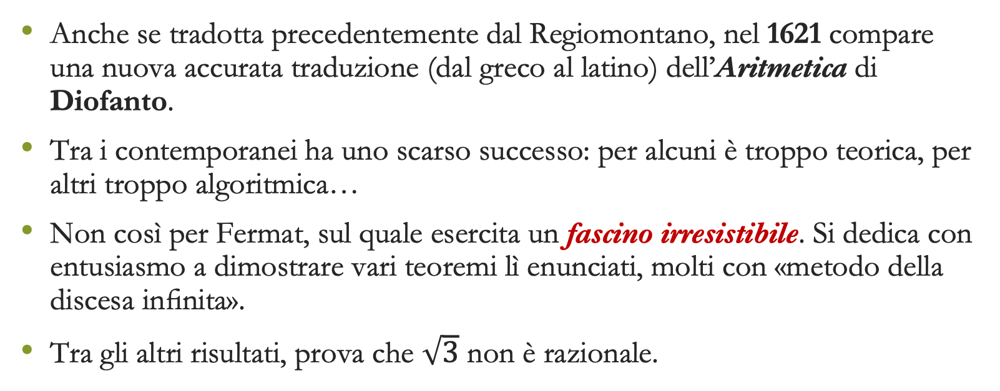 • Anche se tradotta precedentemente dal Regiomontano, nel 1621 compare
una nuova accurata traduzione (dal greco al latino) dell’Aritmetica di
Diofanto.
• Tra i contemporanei ha uno scarso successo: per alcuni è troppo teorica, per
altri troppo algoritmica…
• Non così per Fermat, sul quale esercita un fascino irresistibile. Si dedica con
entusiasmo a dimostrare vari teoremi lì enunciati, molti con «metodo della
discesa infinita».
• Tra gli altri risultati, prova che √3 non è razionale.